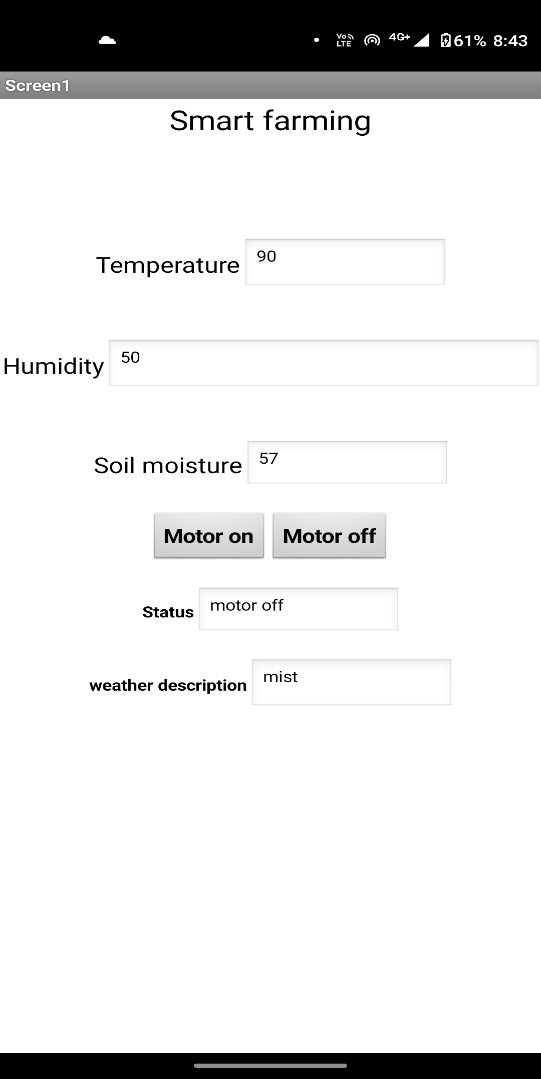 Vo LTE 4G+ 61% 8:43
Screen1
Smart farming
Temperature 90
Humidity 50
Soil moisture 57
Motor on Motor off
Status motor off
weather description mist